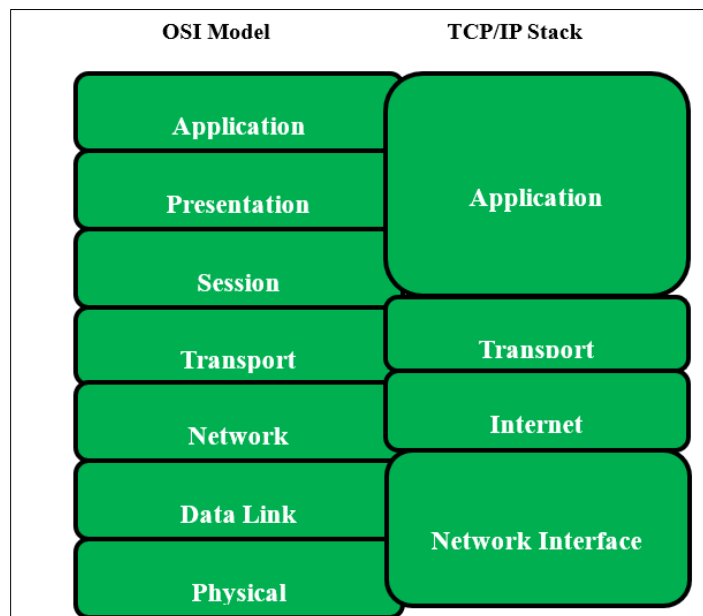 OSI Model
TCP/IP Stack
Application
Presentation
Session
Transport
Network
Data Link
Physical
Application
Transport
Internet
Network Interface